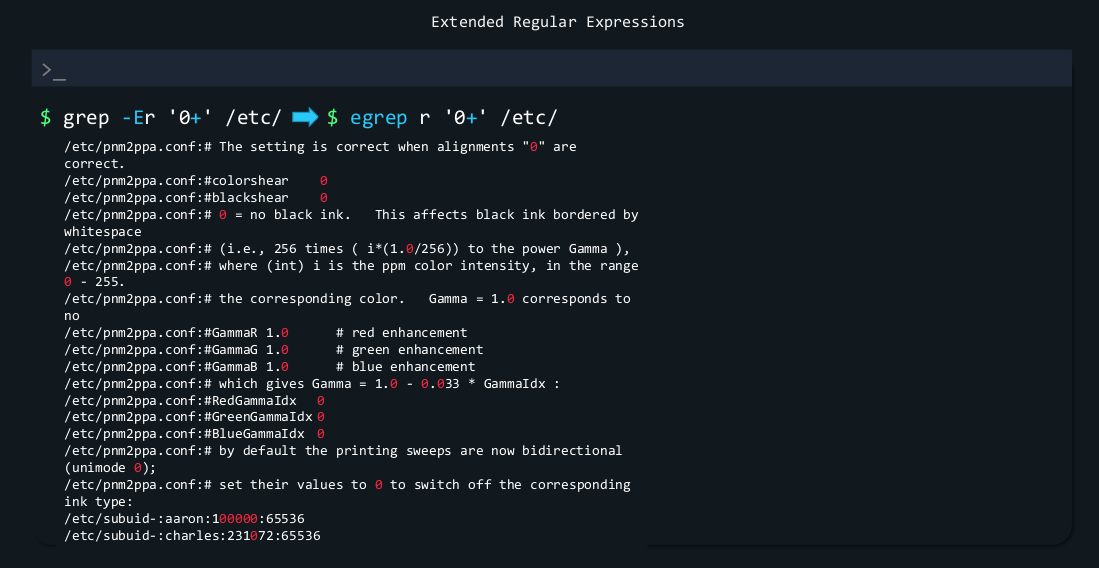 Extended Regular Expressions
>_
$ grep -Er '0+' /etc/ $ egrep r '0+' /etc/
/etc/pnm2ppa.conf:# The setting is correct when alignments "0" are
correct.
/etc/pnm2ppa.conf:#colorshear    0
/etc/pnm2ppa.conf:#blackshear    0
/etc/pnm2ppa.conf:# 0 = no black ink.   This affects black ink bordered by
whitespace
/etc/pnm2ppa.conf:# (i.e., 256 times ( i*(1.0/256)) to the power Gamma ),
/etc/pnm2ppa.conf:# where (int) i is the ppm color intensity, in the range
0 - 255.
/etc/pnm2ppa.conf:# the corresponding color.   Gamma = 1.0 corresponds to
no
/etc/pnm2ppa.conf:#GammaR 1.0      # red enhancement
/etc/pnm2ppa.conf:#GammaG 1.0      # green enhancement
/etc/pnm2ppa.conf:#GammaB 1.0      # blue enhancement
/etc/pnm2ppa.conf:# which gives Gamma = 1.0 - 0.033 * GammaIdx :
/etc/pnm2ppa.conf:#RedGammaIdx   0
/etc/pnm2ppa.conf:#GreenGammaIdx 0
/etc/pnm2ppa.conf:#BlueGammaIdx  0
/etc/pnm2ppa.conf:# by default the printing sweeps are now bidirectional
(unimode 0);
/etc/pnm2ppa.conf:# set their values to 0 to switch off the corresponding
ink type:
/etc/subuid-:aaron:100000:65536
/etc/subuid-:charles:231072:65536